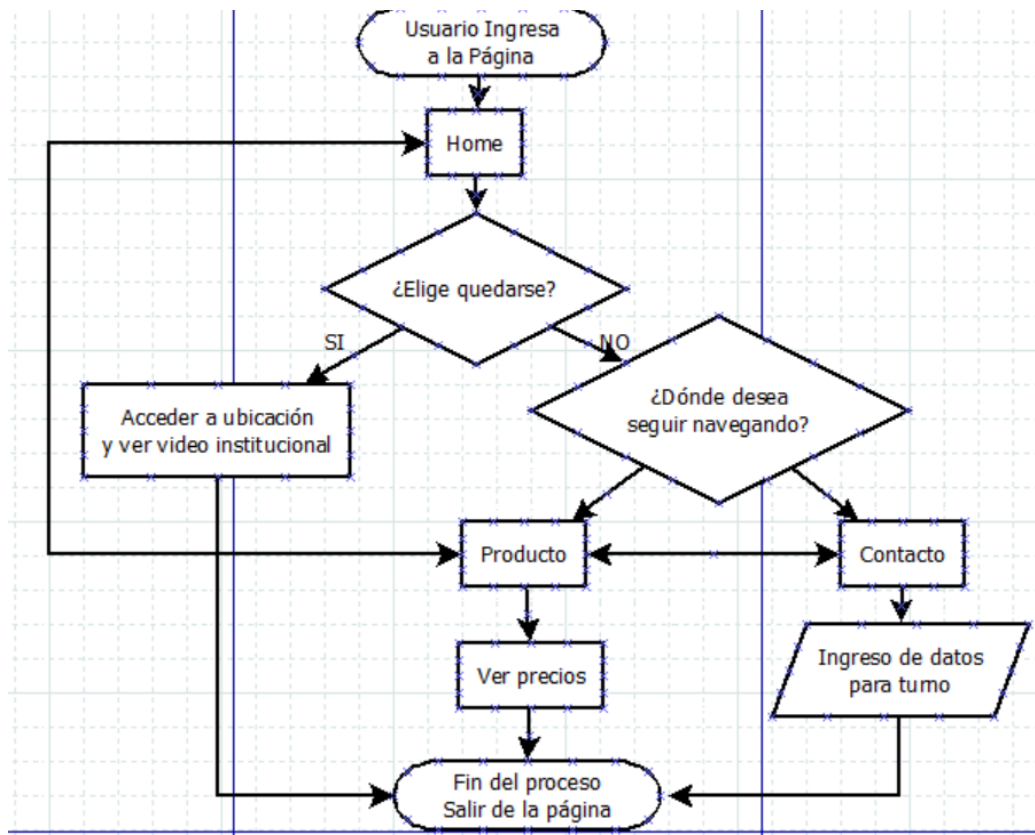 Usuario Ingresa
a la Página
Home
¿Elige quedarse?
SI
NO
¿Dónde desea
seguir navegando?
Acceder a ubicación
y ver video institucional
Producto
Contacto
Ver precios
Ingreso de datos
para turno
Fin del proceso
Salir de la página